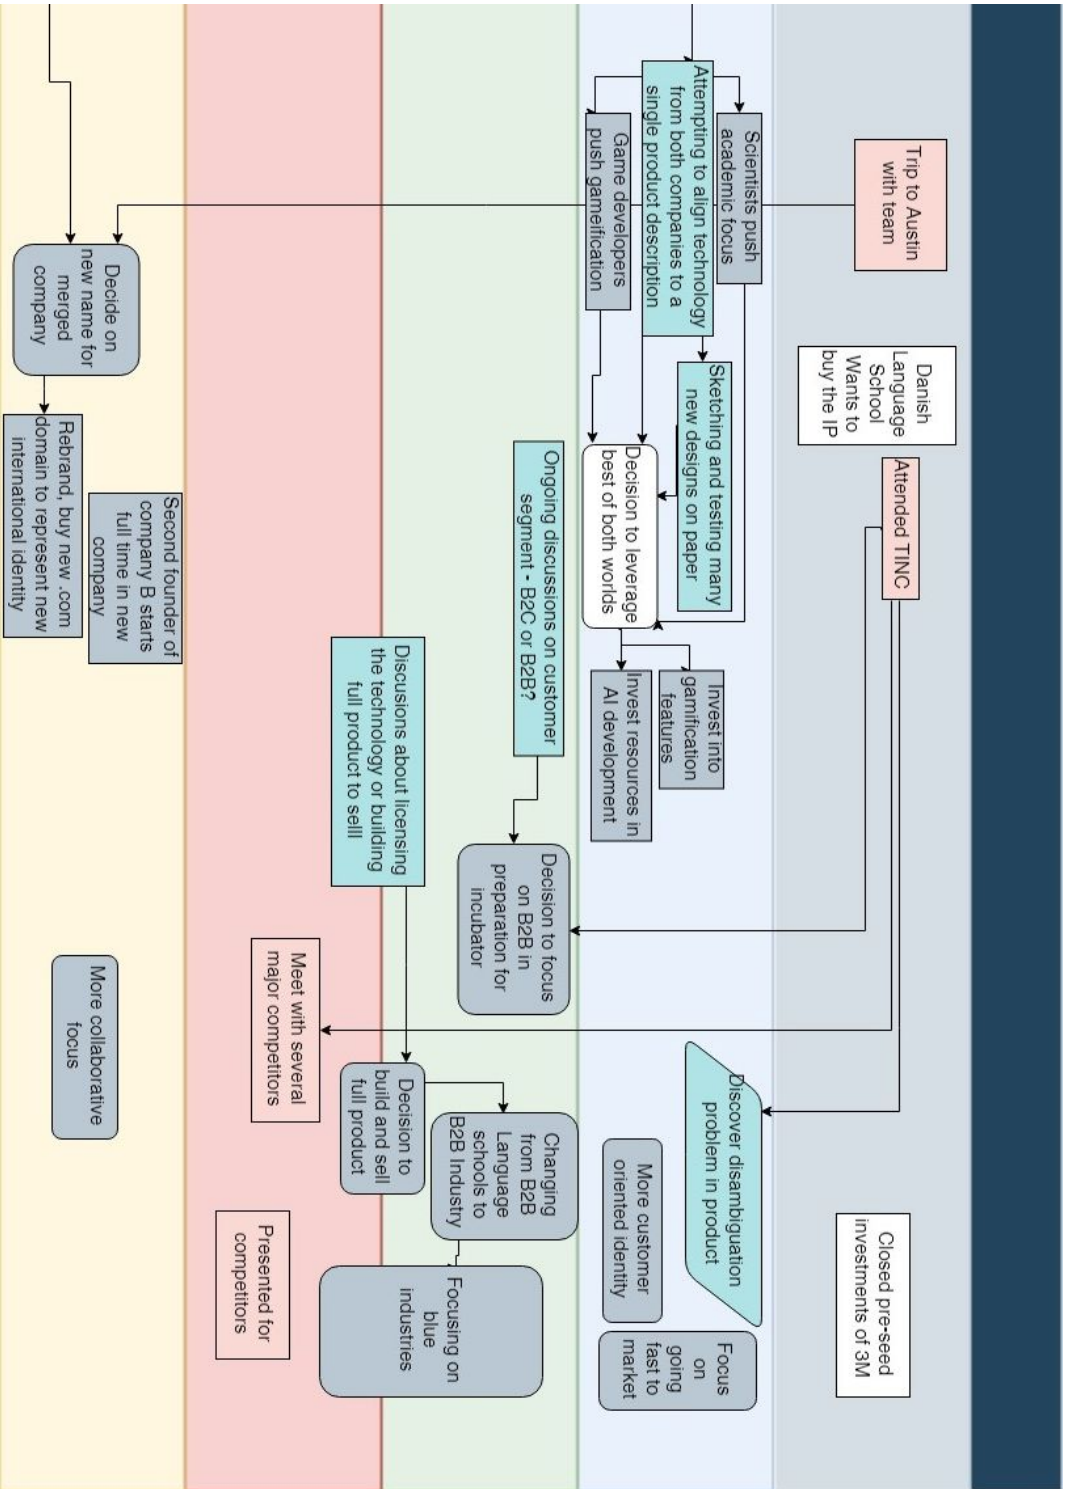 Trip to Austin
with team
Danish
Language
School
Wants to
buy the IP
Attended TINC
Closed pre-seed
investments of 3M
Scientists push
academic focus
Attempting to align technology
from both companies to a
single product description
Game developers
push gameification
Sketching and testing many
new designs on paper
Decision to leverage
best of both worlds
Invest into
gamification
features
Invest resources in
AI development
Discover disambiguation
problem in product
More customer
oriented identity
Focus
on
going
fast to
market
Ongoing discussions on customer
segment - B2C or B2B?
Decision to focus
on B2B in
preparation for
incubator
Changing
from B2B
Language
schools to
B2B Industry
Discusions about licensing
the technology or building
full product to selll
Decision to
build and sell
full product
Focusing on
blue
industries
Meet with several
major competitors
Presented for
competitors
Decide on
new name for
merged
company
Second founder of
company B starts
full time in new
company
Rebrand, buy new .com
domain to represent new
international identity
More collaborative
focus